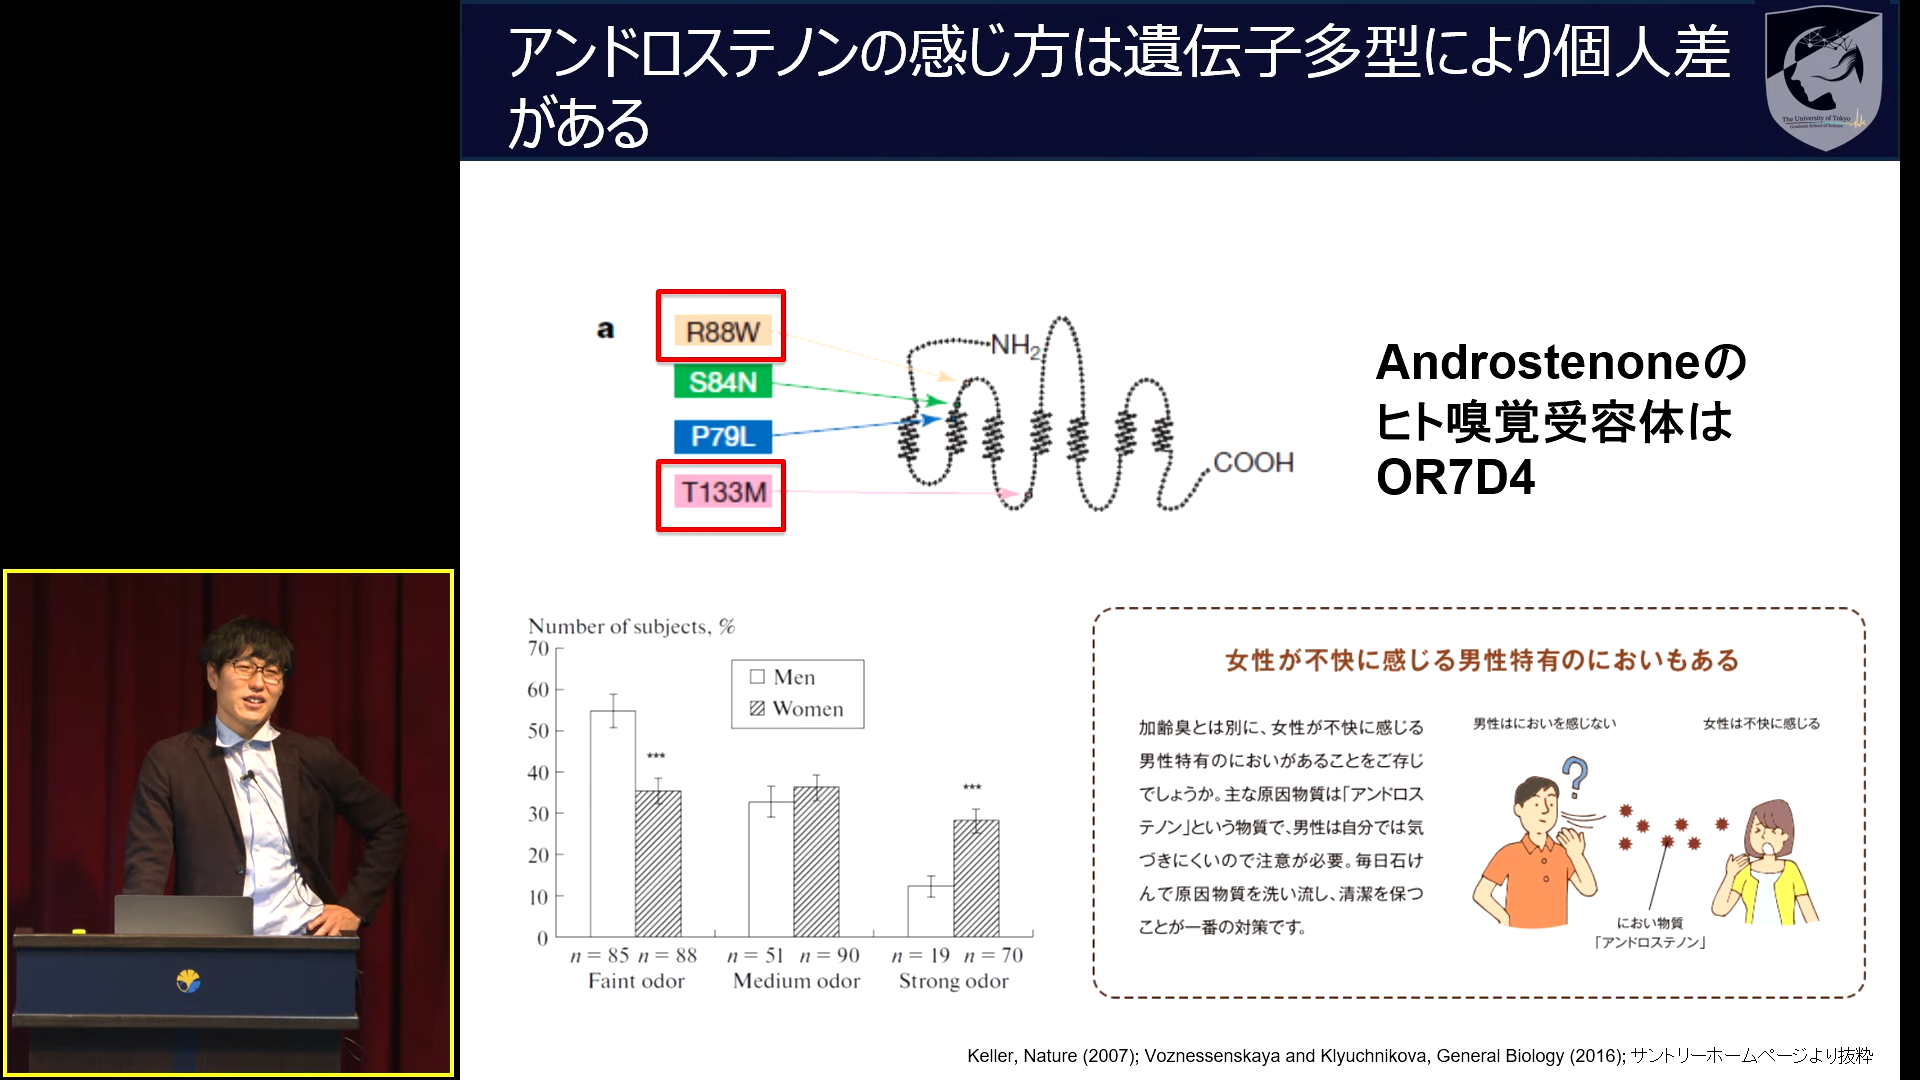 アンドロステノンの感じ方は遺伝子多型により個人差
がある
The University of Tokyo
Graduate School of Science
a
R88W
S84N
P79L
T133M
NH2
COOH
Androstenoneの
ヒト嗅覚受容体は
OR7D4
Number of subjects, %
70
60
50
40
30
20
10
0
Men
Women
***
***
n = 85 n = 88
n = 51 n = 90
n = 19 n = 70
Faint odor
Medium odor
Strong odor
女性が不快に感じる男性特有のにおいもある
加齢臭とは別に、女性が不快に感じる
男性特有のにおいがあることをご存じ
でしょうか。主な原因物質は「アンドロス
テノン」という物質で、男性は自分では気
づきにくいので注意が必要。毎日石け
んで原因物質を洗い流し、清潔を保つ
ことが一番の対策です。
男性はにおいを感じない
女性は不快に感じる
?
におい物質
「アンドロステノン」
Keller, Nature (2007); Voznessenskaya and Klyuchnikova, General Biology (2016); サントリーホームページより抜粋